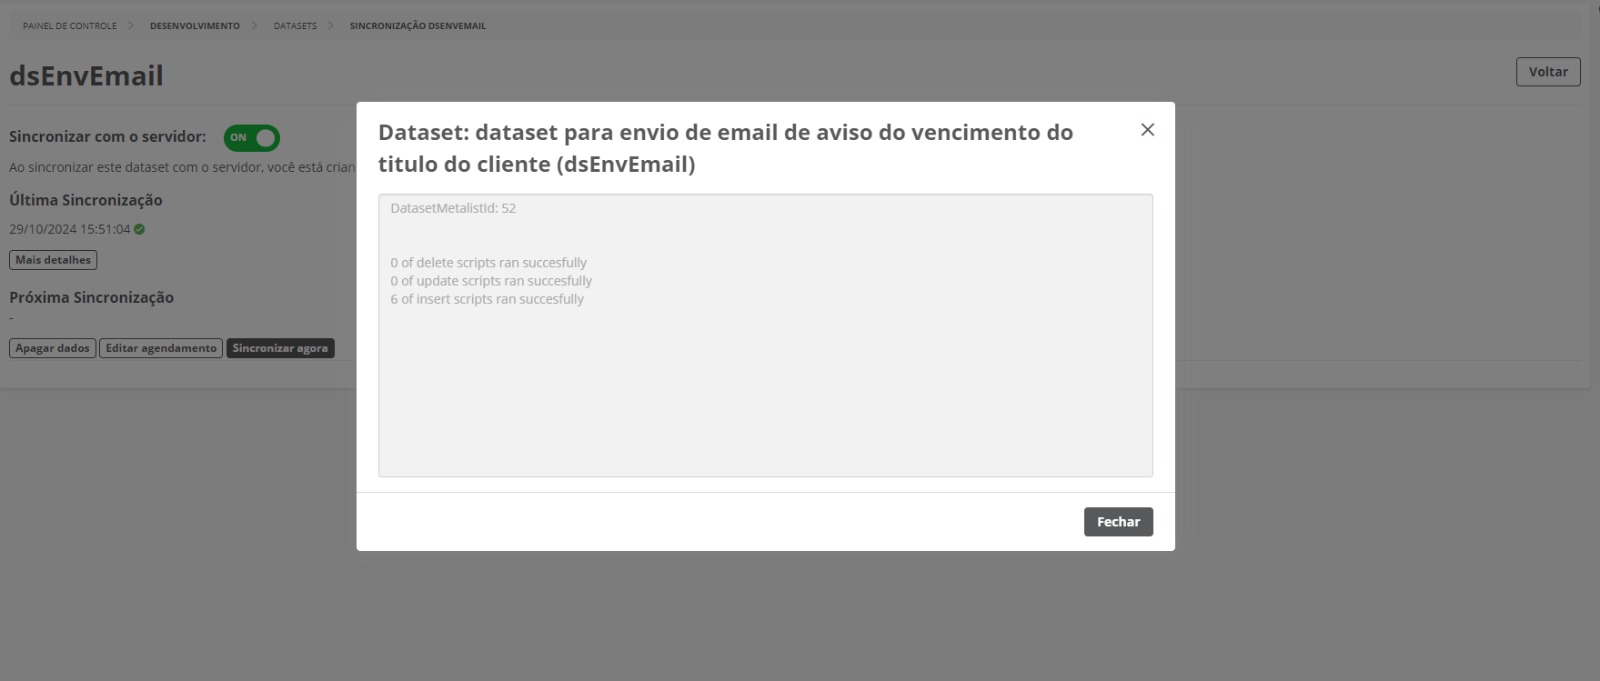 PAINEL DE CONTROLE > DESENVOLVIMENTO > DATASETS > SINCRONIZAÇÃO DSENVEMAIL
dsEnvEmail
Voltar
Sincronizar com o servidor: ON
Ao sincronizar este dataset com o servidor, você está crian
Última Sincronização
29/10/2024 15:51:04
Mais detalhes
Próxima Sincronização
-
Apagar dados Editar agendamento Sincronizar agora
Dataset: dataset para envio de email de aviso do vencimento do
titulo do cliente (dsEnvEmail)
DatasetMetalistId: 52
0 of delete scripts ran succesfully
0 of update scripts ran succesfully
6 of insert scripts ran succesfully
Fechar